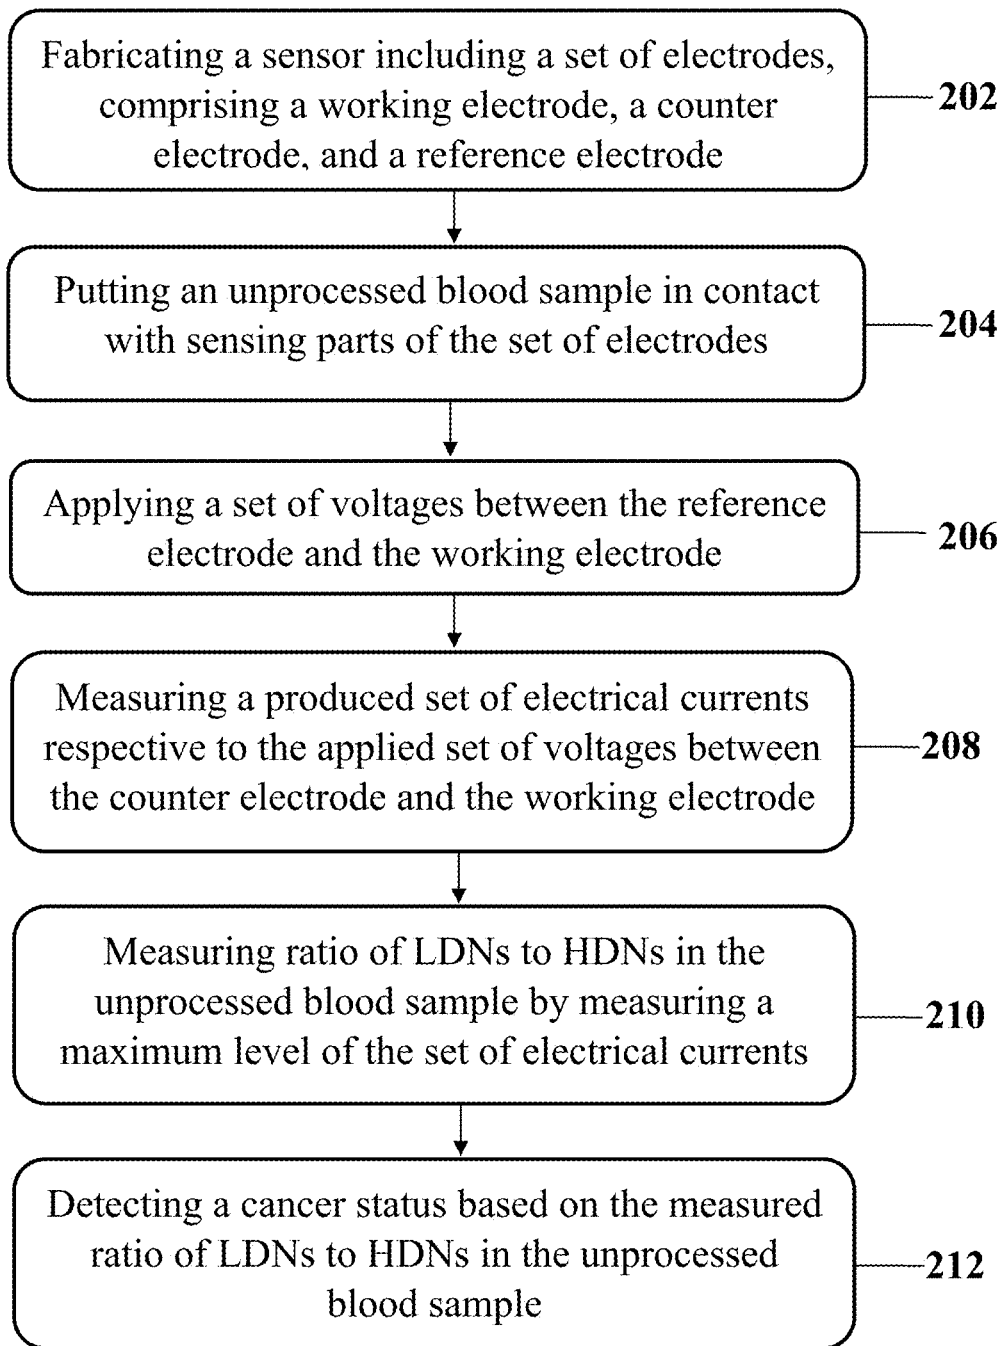 Fabricating a sensor including a set of electrodes,
comprising a working electrode, a counter
electrode, and a reference electrode
202
Putting an unprocessed blood sample in contact
with sensing parts of the set of electrodes
204
Applying a set of voltages between the reference
electrode and the working electrode
206
Measuring a produced set of electrical currents
respective to the applied set of voltages between
the counter electrode and the working electrode
208
Measuring ratio of LDNs to HDNs in the
unprocessed blood sample by measuring a
maximum level of the set of electrical currents
210
Detecting a cancer status based on the measured
ratio of LDNs to HDNs in the unprocessed
blood sample
212